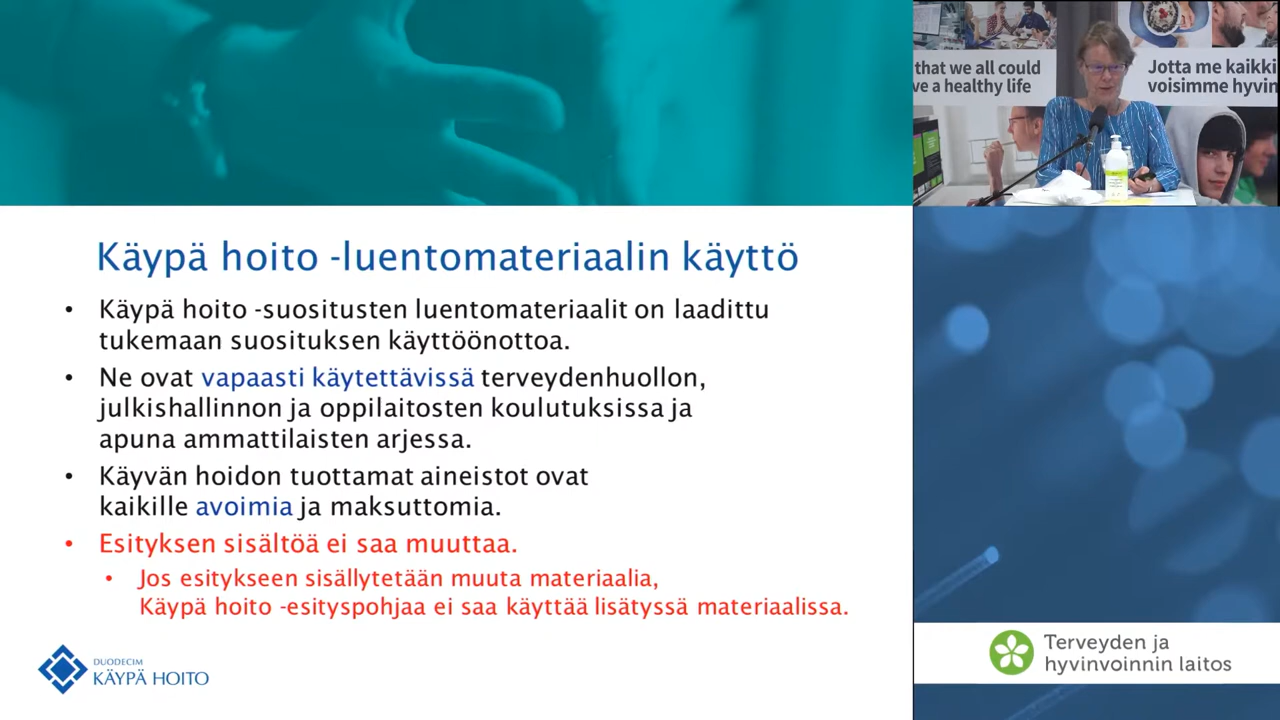 Käypä hoito -luentomateriaalin käyttö
• Käypä hoito -suositusten luentomateriaalit on laadittu
tukemaan suosituksen käyttöönottoa.
• Ne ovat vapaasti käytettävissä terveydenhuollon,
julkishallinnon ja oppilaitosten koulutuksissa ja
apuna ammattilaisten arjessa.
• Käyvän hoidon tuottamat aineistot ovat
kaikille avoimia ja maksuttomia.
• Esityksen sisältöä ei saa muuttaa.
• Jos esitykseen sisällytetään muuta materiaalia,
Käypä hoito -esityspohjaa ei saa käyttää lisätyssä materiaalissa.
DUODECIM
KÄYPÄ HOITO
that we all could
ve a healthy life
Jotta me kaikki
voisimme hyvin
Terveyden ja
hyvinvoinnin laitos